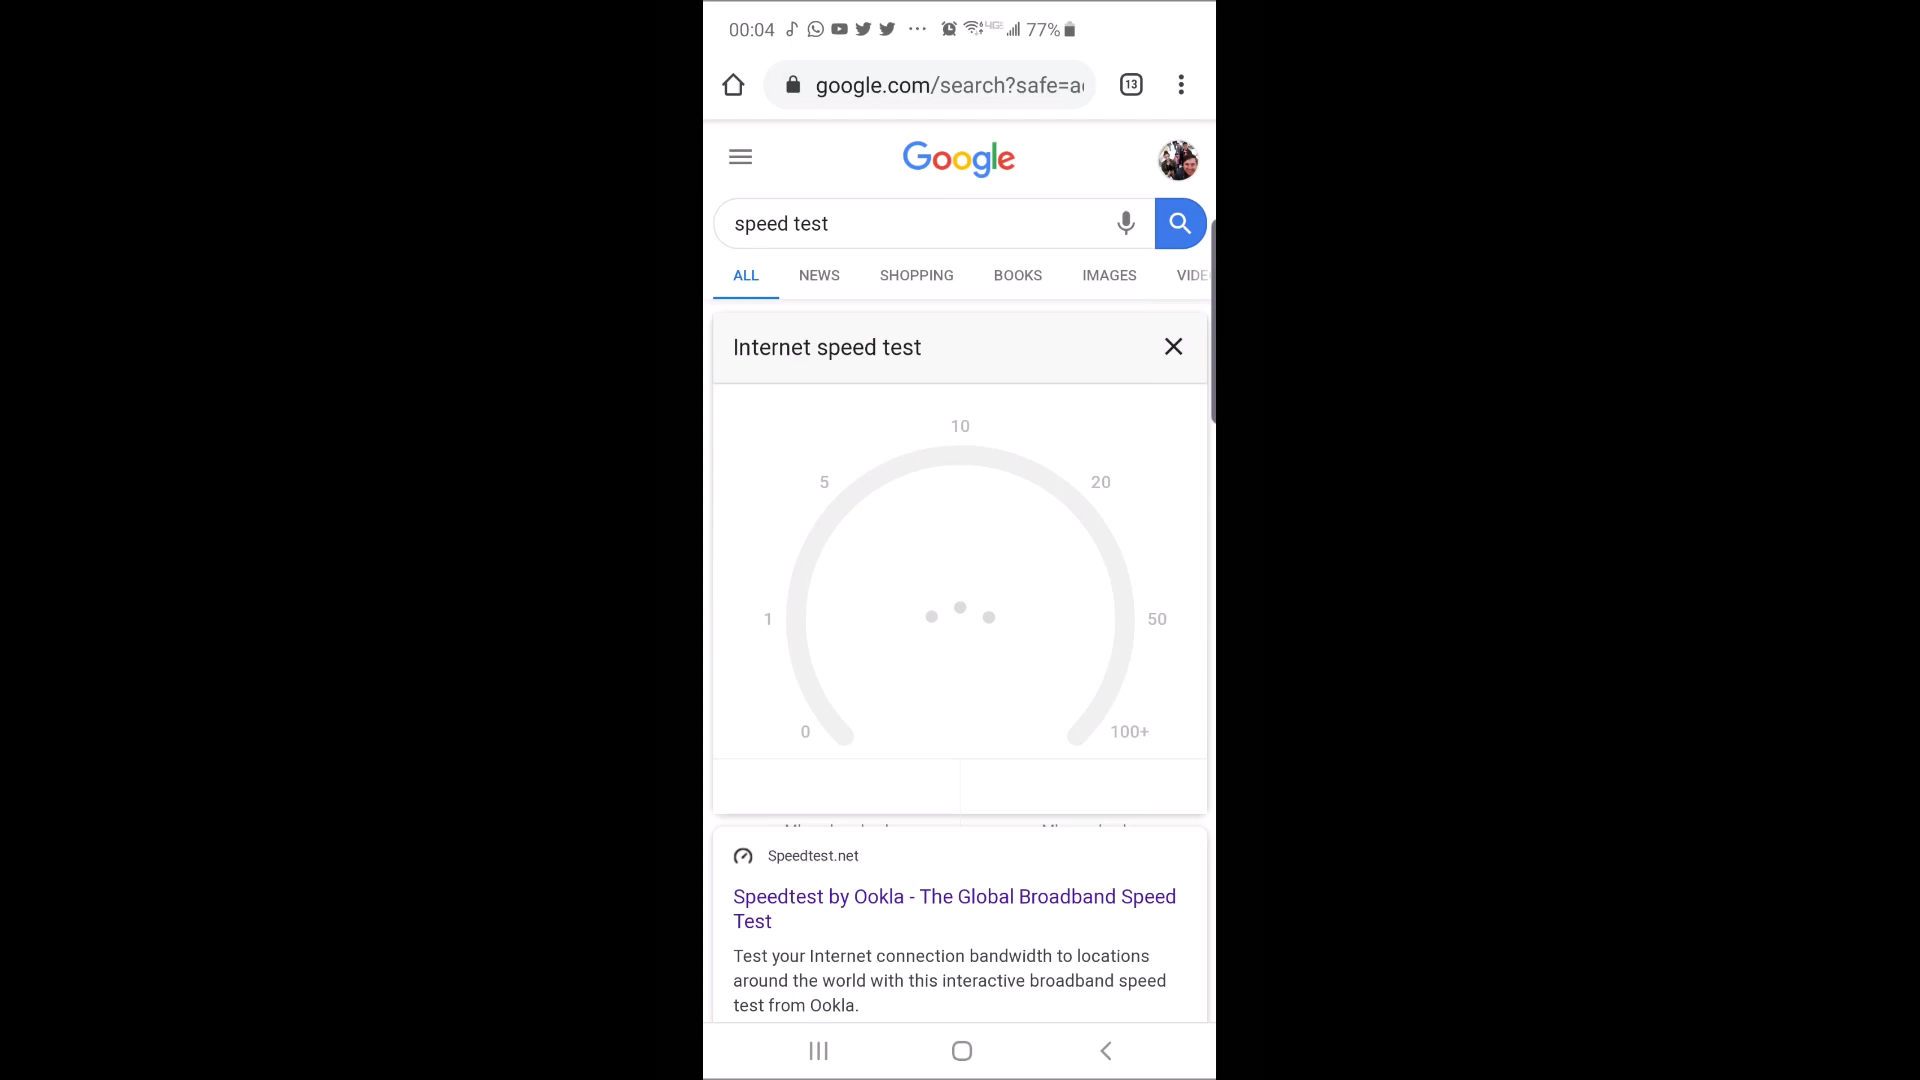 00:04 ... 77%
google.com/search?safe=a
13
Google
speed test
ALL NEWS SHOPPING BOOKS IMAGES VIDE
Internet speed test
10
5 20
1 50
0 100+
Speedtest.net
Speedtest by Ookla - The Global Broadband Speed
Test
Test your Internet connection bandwidth to locations
around the world with this interactive broadband speed
test from Ookla.